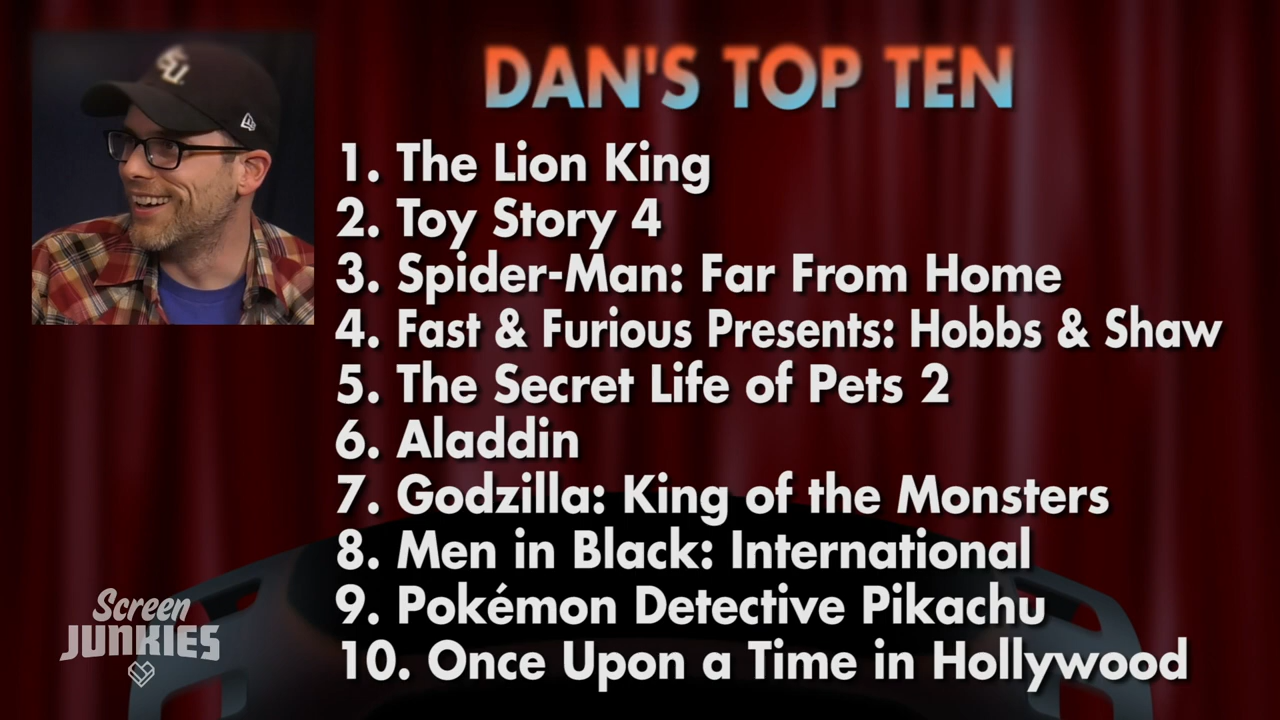 DAN'S TOP TEN
1. The Lion King
2. Toy Story 4
3. Spider-Man: Far From Home
4. Fast & Furious Presents: Hobbs & Shaw
5. The Secret Life of Pets 2
6. Aladdin
7. Godzilla: King of the Monsters
8. Men in Black: International
9. Pokémon Detective Pikachu
10. Once Upon a Time in Hollywood
Screen
JUNKIES